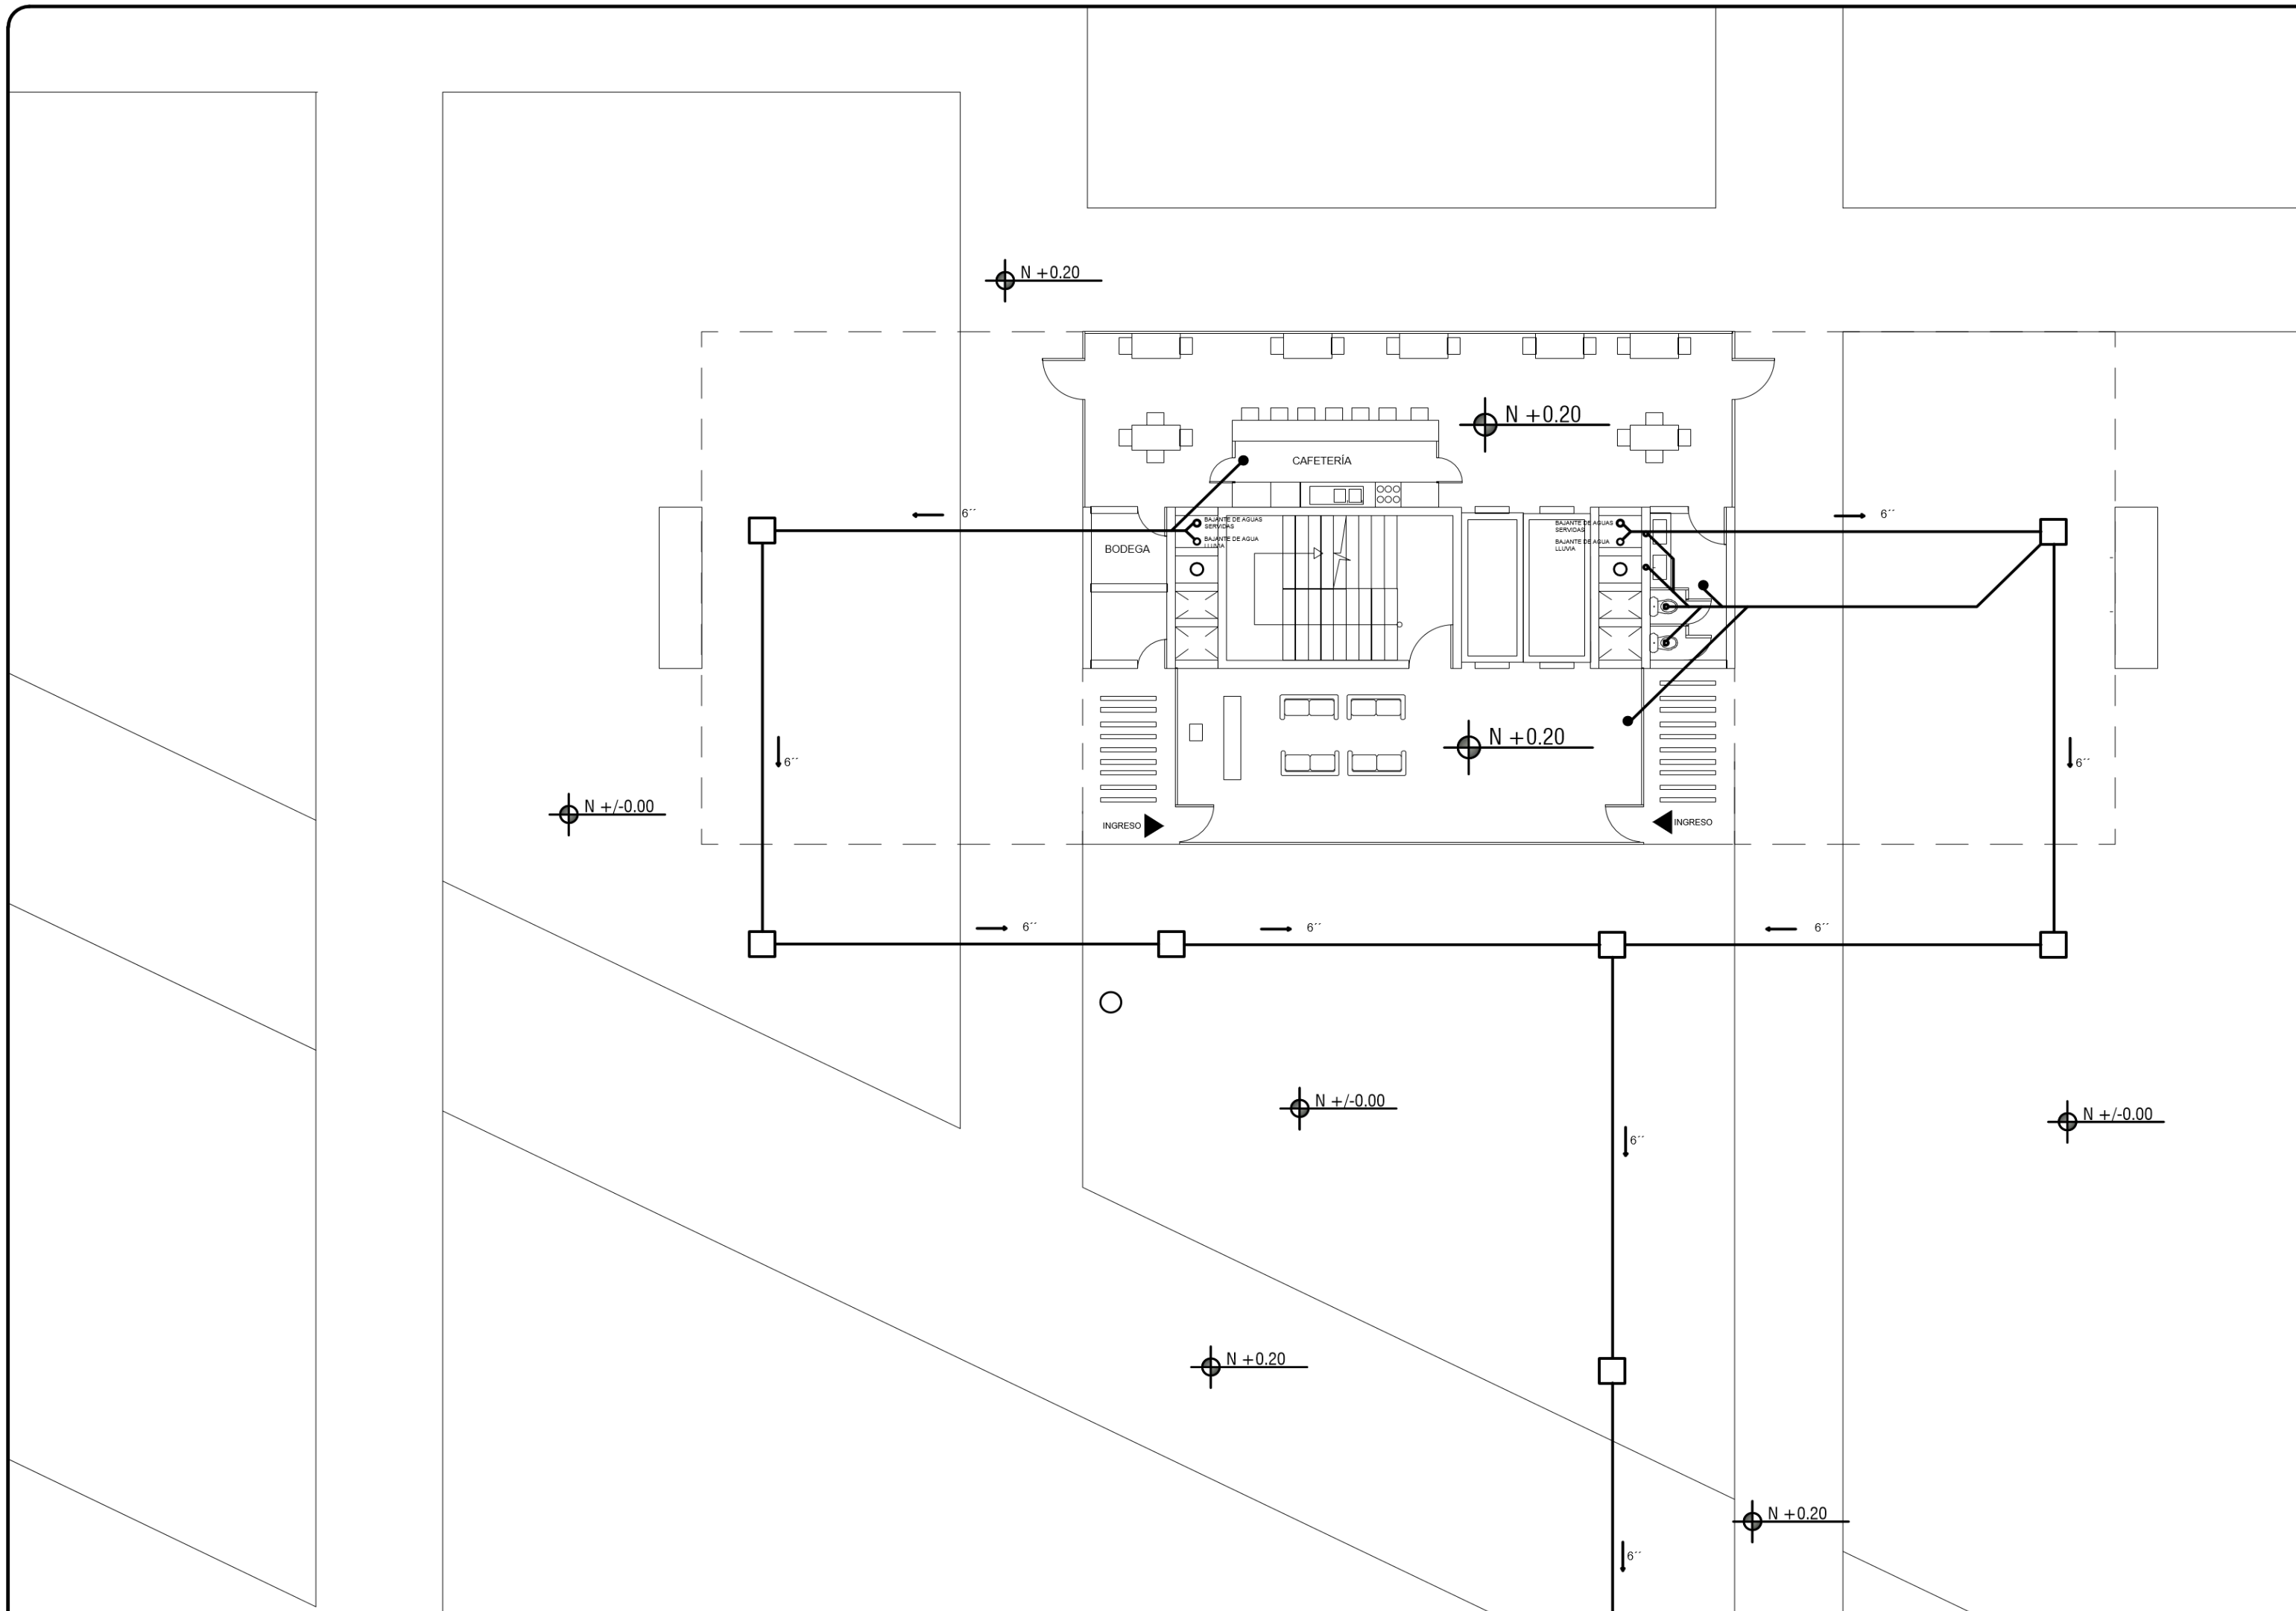 N +0.20
N +0.20
CAFETERÍA
6´´
6´´
BAJANTE DE AGUAS
SERVIDAS
BAJANTE DE AGUA
LLUVIA
BAJANTE DE AGUAS
SERVIDAS
BAJANTE DE AGUA
LLUVIA
BODEGA
N +0.20
6´´
6´´
N +/-0.00
INGRESO
INGRESO
6´´
6´´
6´´
N +/-0.00
N +/-0.00
6´´
N +0.20
N +0.20
6´´